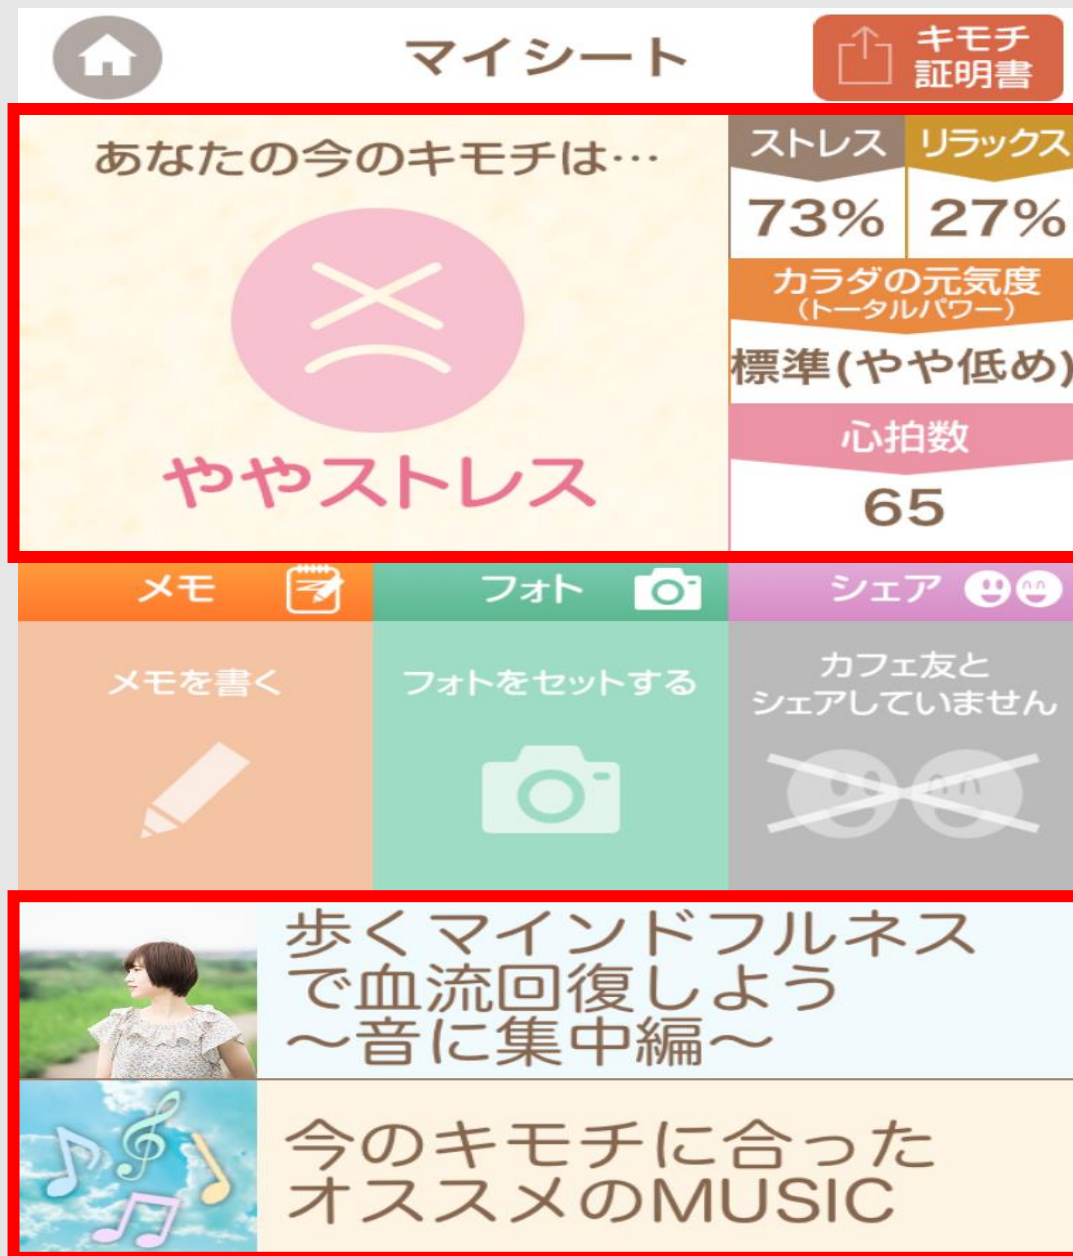 マイシート
キモチ
証明書
あなたの今のキモチは…
ややストレス
ストレス リラックス
73% 27%
カラダの元気度
(トータルパワー)
標準(やや低め)
心拍数
65
メモ
メモを書く
フォト
フォトをセットする
シェア
カフェ友と
シェアしていません
歩くマインドフルネス
で血流回復しよう
～音に集中編～
今のキモチに合った
オススメのMUSIC